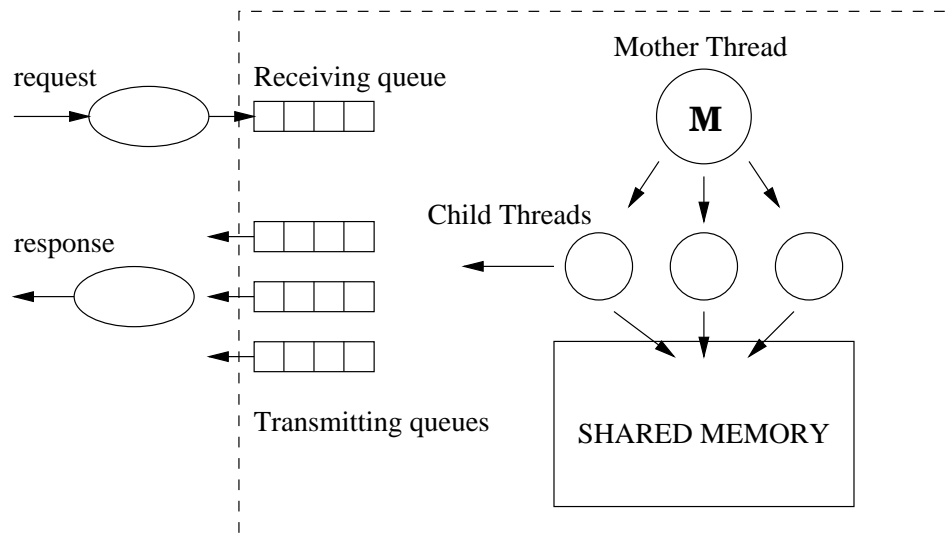 Mother Thread
request
Receiving queue
M
Child Threads
response
Transmitting queues
SHARED MEMORY